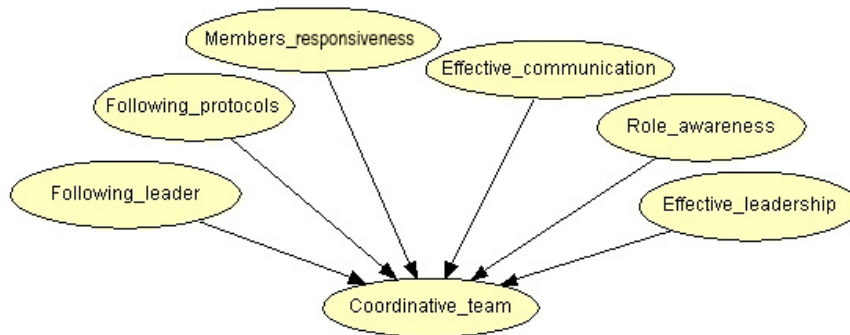 Members_responsiveness
Effective_communication
Following_protocols
Role_awareness
Following_leader
Effective_leadership
Coordinative_team